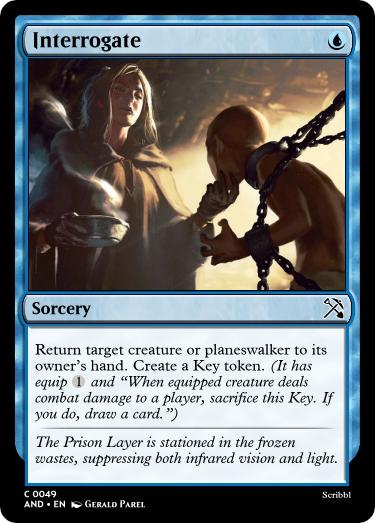 Interrogate
Sorcery
Return target creature or planeswalker to its
owner's hand. Create a Key token. (It has
equip 1 and “When equipped creature deals
combat damage to a player, sacrifice this Key. If
you do, draw a card.”)
The Prison Layer is stationed in the frozen
wastes, suppressing both infrared vision and light.
C 0049
Scribbl
AND • EN GERALD PAREL